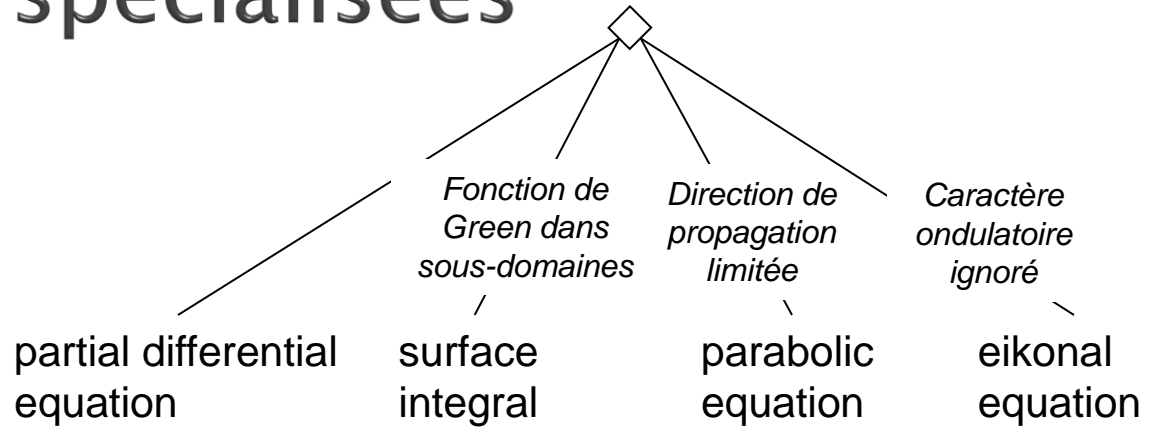 spécialisées
Fonction de
Green dans
sous-domaines
Direction de
propagation
limitée
Caractère
ondulatoire
ignoré
partial differential
equation
surface
integral
parabolic
equation
eikonal
equation